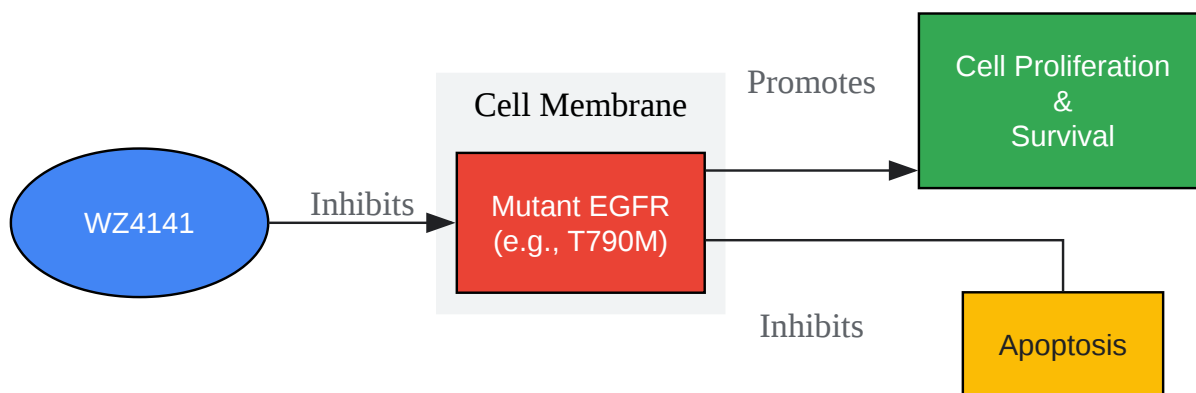 WZ4141
Inhibits
Cell Membrane
Mutant EGFR
(e.g., T790M)
Promotes
Cell Proliferation
&
Survival
Inhibits
Apoptosis